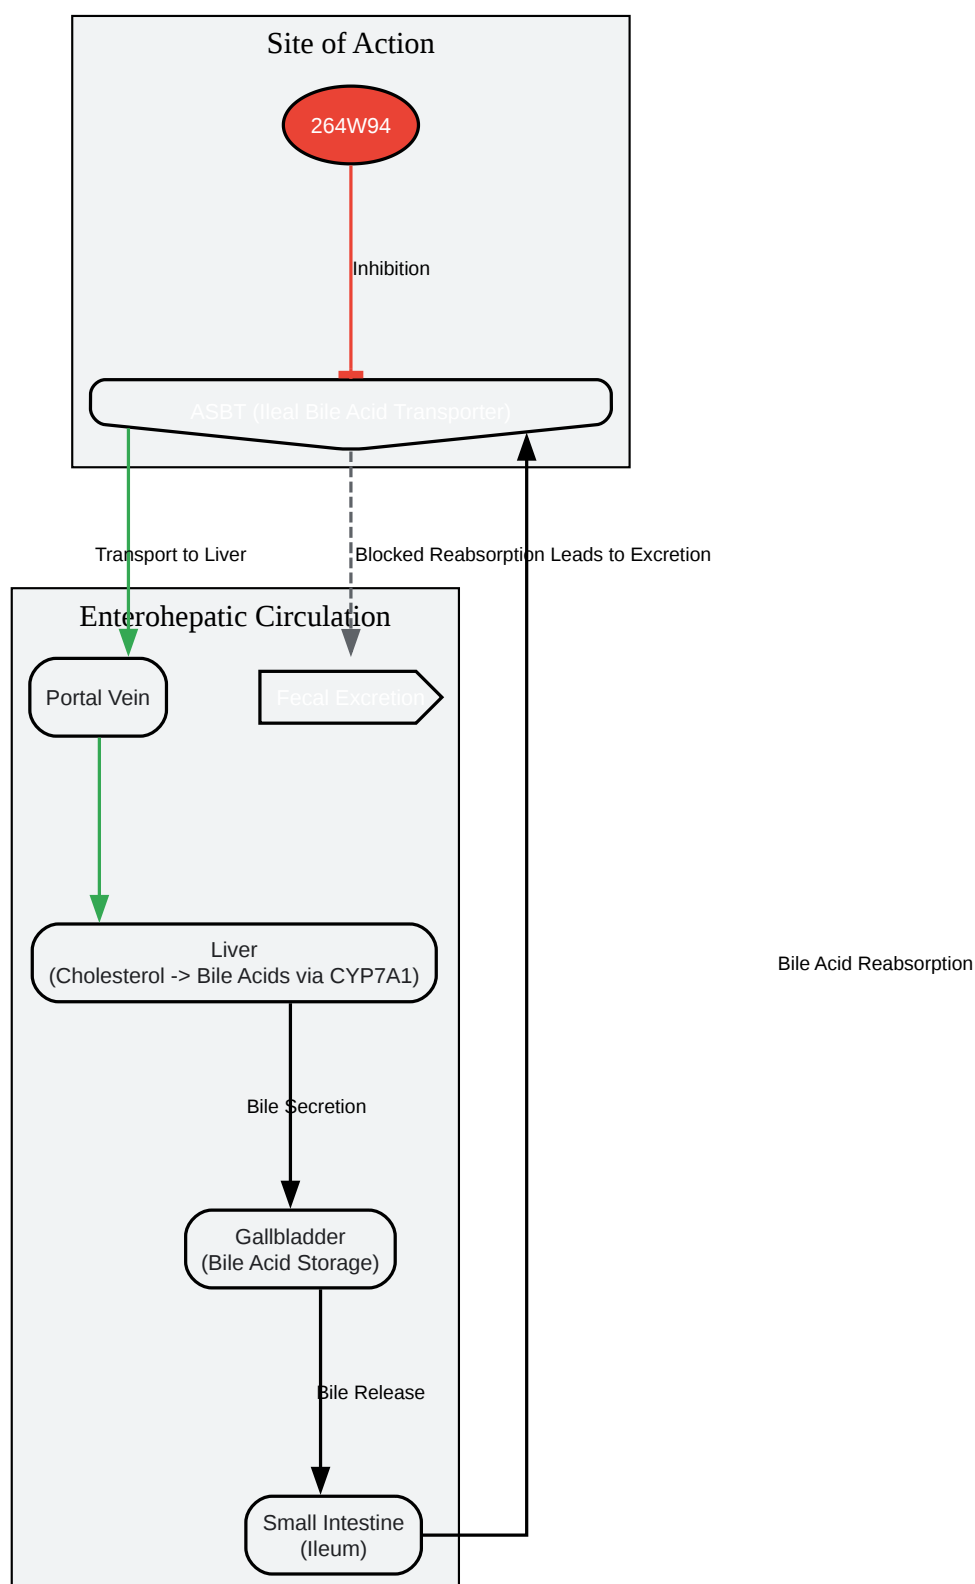 Site of Action
264W94
Inhibition
ASBT (Ileal Bile Acid Transporter)
Transport to Liver
Blocked Reabsorption Leads to Excretion
Enterohepatic Circulation
Portal Vein
Fecal Excretion
Liver
(Cholesterol -> Bile Acids via CYP7A1)
Bile Acid Reabsorption
Bile Secretion
Gallbladder
(Bile Acid Storage)
Bile Release
Small Intestine
(Ileum)